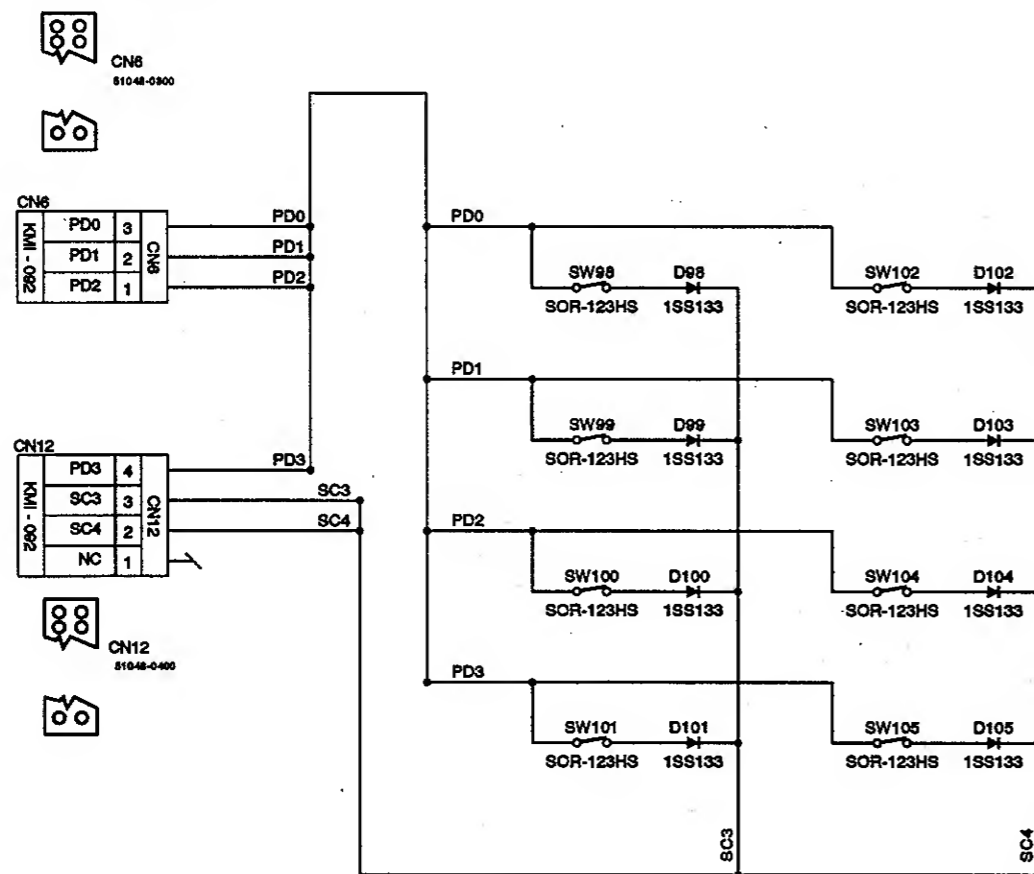 CN6
51048-0300
CN6
KMI - 092
PD0 3
PD1 2
PD2 1
CN6
PD0
PD1
PD2
PD0
SW98 D98
SOR-123HS 1SS133
SW102 D102
SOR-123HS 1SS133
PD1
SW99 D99
SOR-123HS 1SS133
SW103 D103
SOR-123HS 1SS133
CN12
KMI - 092
PD3 4
SC3 3
SC4 2
NC 1
CN12
PD3
SC3
SC4
PD2
SW100 D100
SOR-123HS 1SS133
SW104 D104
SOR-123HS 1SS133
CN12
51048-0400
PD3
SW101 D101
SOR-123HS 1SS133
SW105 D105
SOR-123HS 1SS133
SC3
SC4